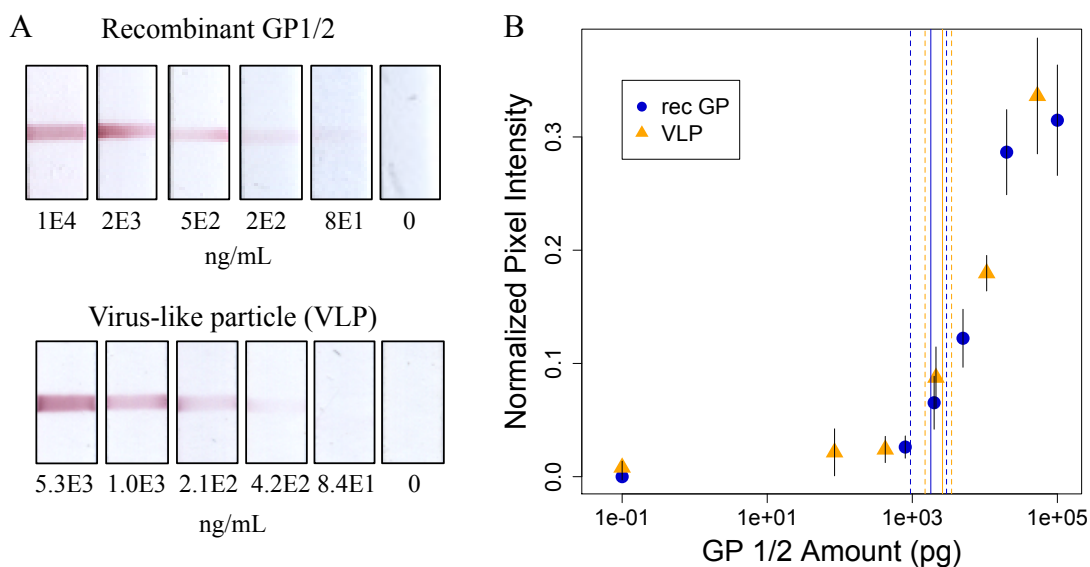 A
Recombinant GP1/2
1E4 2E3 5E2 2E2 8E1 0
ng/mL
Virus-like particle (VLP)
5.3E3 1.0E3 2.1E2 4.2E2 8.4E1 0
ng/mL
B
Normalized Pixel Intensity
0.3
0.2
0.1
0.0
rec GP
VLP
1e-01 1e+01 1e+03 1e+05
GP 1/2 Amount (pg)